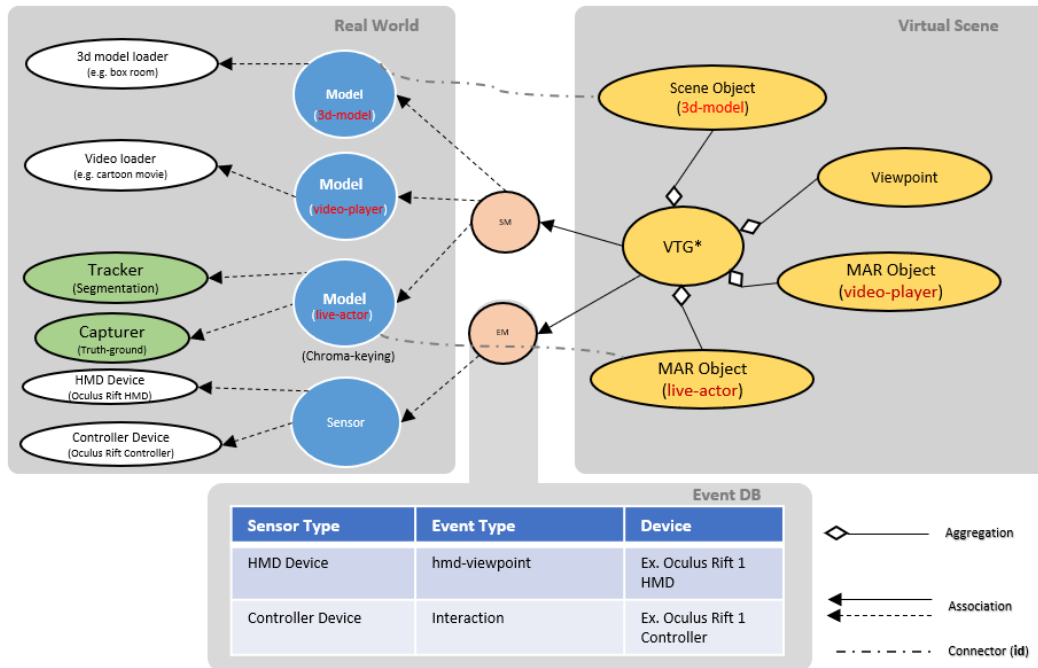 Real World
Virtual Scene
3d model loader
(e.g. box room)
Model
(3d-model)
Scene Object
(3d-model)
Video loader
(e.g. cartoon movie)
Model
(video-player)
SM
Viewpoint
VTG*
Tracker
(Segmentation)
Model
(live-actor)
(Chroma-keying)
MAR Object
(video-player)
Capturer
(Truth-ground)
EM
MAR Object
(live-actor)
HMD Device
(Oculus Rift HMD)
Sensor
Controller Device
(Oculus Rift Controller)
Event DB
Sensor Type Event Type Device
HMD Device hmd-viewpoint Ex. Oculus Rift 1
HMD
Controller Device Interaction Ex. Oculus Rift 1
Controller
Aggregation
Association
Connector (id)